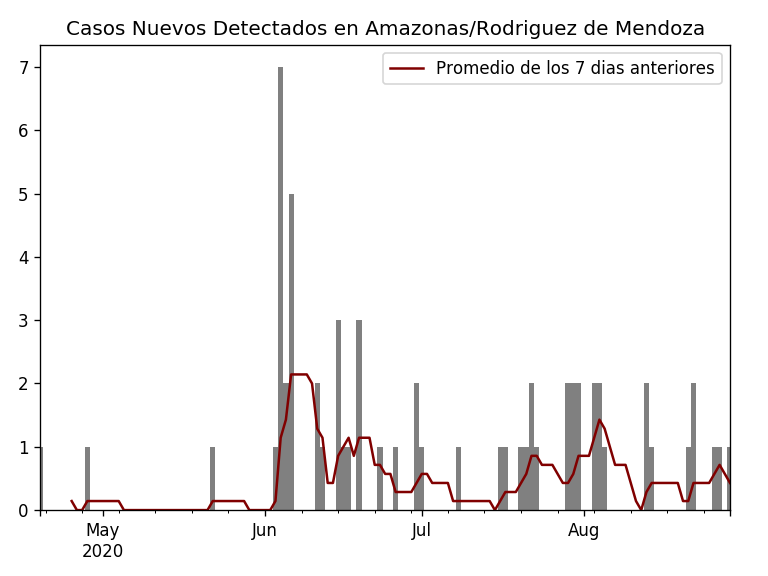 Casos Nuevos Detectados en Amazonas/Rodriguez de Mendoza
Promedio de los 7 dias anteriores
7
6
5
4
3
2
1
0
May
2020
Jun
Jul
Aug